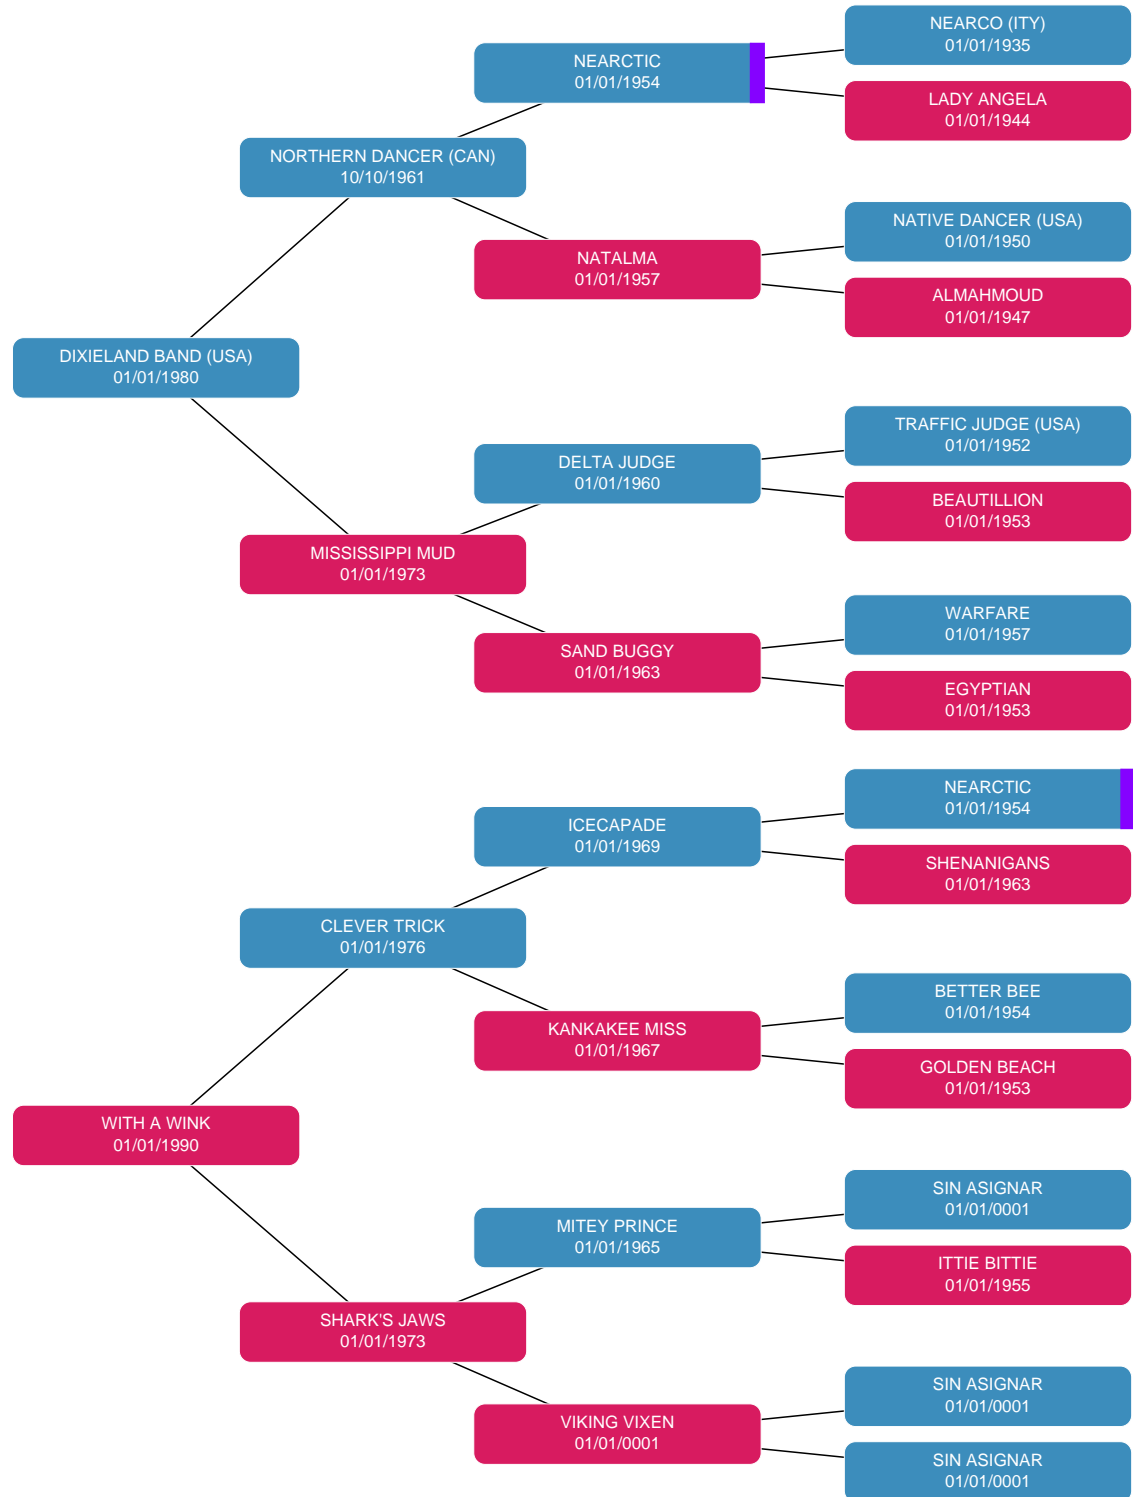 NEARCO (ITY)
01/01/1935
NEARCTIC
01/01/1954
LADY ANGELA
01/01/1944
NORTHERN DANCER (CAN)
10/10/1961
NATIVE DANCER (USA)
01/01/1950
NATALMA
01/01/1957
ALMAHMOUD
01/01/1947
DIXIELAND BAND (USA)
01/01/1980
TRAFFIC JUDGE (USA)
01/01/1952
DELTA JUDGE
01/01/1960
BEAUTILLION
01/01/1953
MISSISSIPPI MUD
01/01/1973
WARFARE
01/01/1957
SAND BUGGY
01/01/1963
EGYPTIAN
01/01/1953
NEARCTIC
01/01/1954
ICECAPADE
01/01/1969
SHENANIGANS
01/01/1963
CLEVER TRICK
01/01/1976
BETTER BEE
01/01/1954
KANKAKEE MISS
01/01/1967
GOLDEN BEACH
01/01/1953
WITH A WINK
01/01/1990
SIN ASIGNAR
01/01/0001
MITEY PRINCE
01/01/1965
ITTIE BITTIE
01/01/1955
SHARK'S JAWS
01/01/1973
SIN ASIGNAR
01/01/0001
VIKING VIXEN
01/01/0001
SIN ASIGNAR
01/01/0001